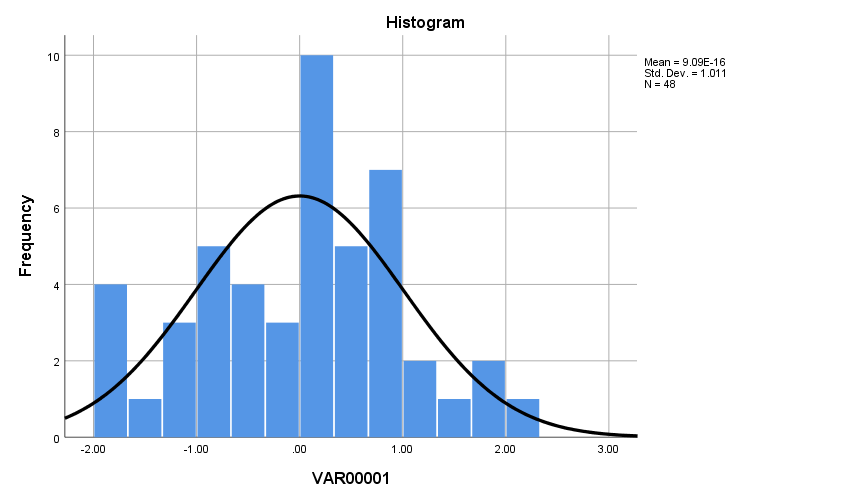 Histogram
Mean = 9.09E-16
Std. Dev. = 1.011
N = 48
Frequency
10
8
6
4
2
0
-2.00 -1.00 .00 1.00 2.00 3.00
VAR00001